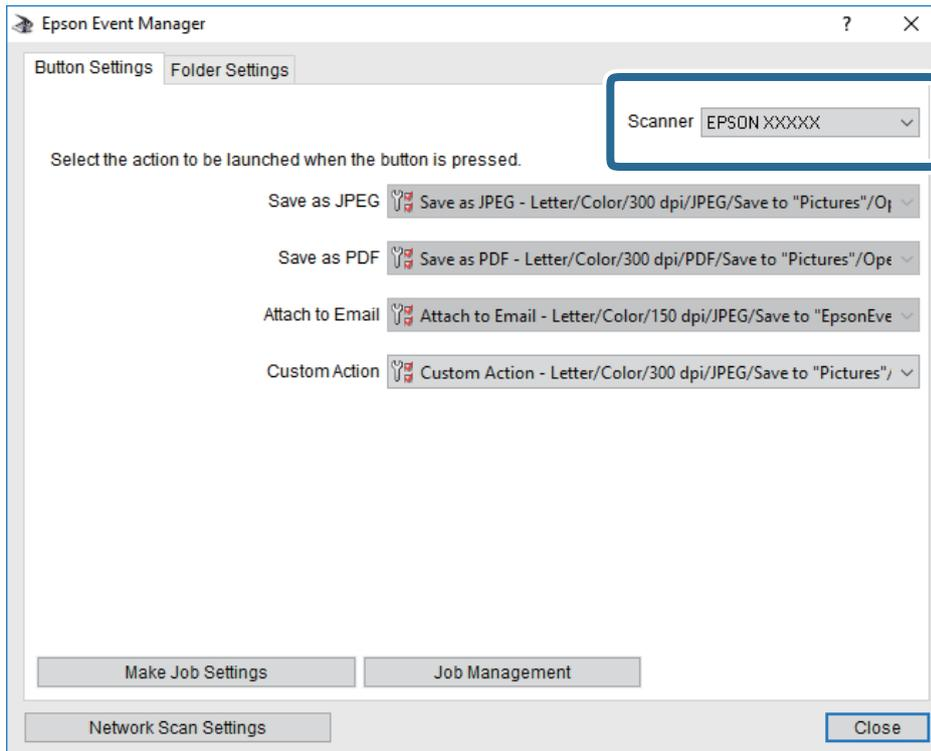 Epson Event Manager
Button Settings Folder Settings
Scanner EPSON XXXXX
Select the action to be launched when the button is pressed.
Save as JPEG Save as JPEG - Letter/Color/300 dpi/JPEG/Save to "Pictures"/Op
Save as PDF Save as PDF - Letter/Color/300 dpi/PDF/Save to "Pictures"/Ope
Attach to Email Attach to Email - Letter/Color/150 dpi/JPEG/Save to "EpsonEve
Custom Action Custom Action - Letter/Color/300 dpi/JPEG/Save to "Pictures"/
Make Job Settings Job Management
Network Scan Settings Close